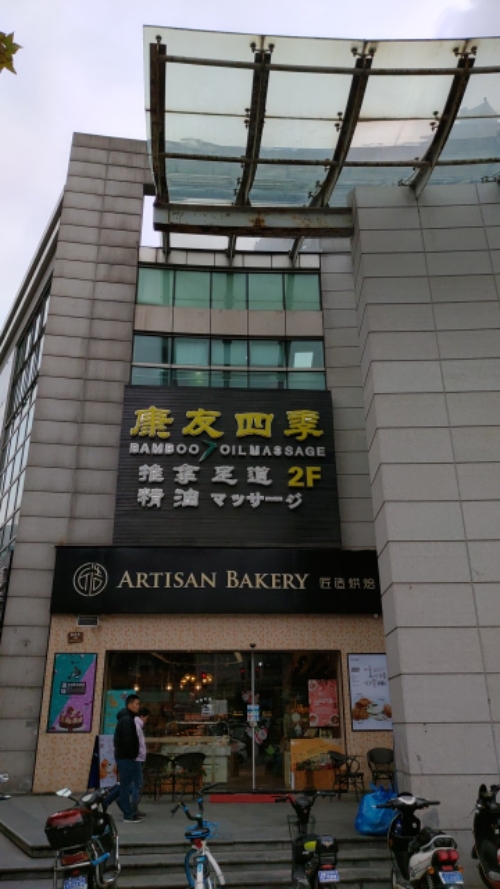 康友四季
BAMBOO OIL MASSAGE
推拿足道 2F
精油 マッサージ
ARTISAN BAKERY 匠造烘焙